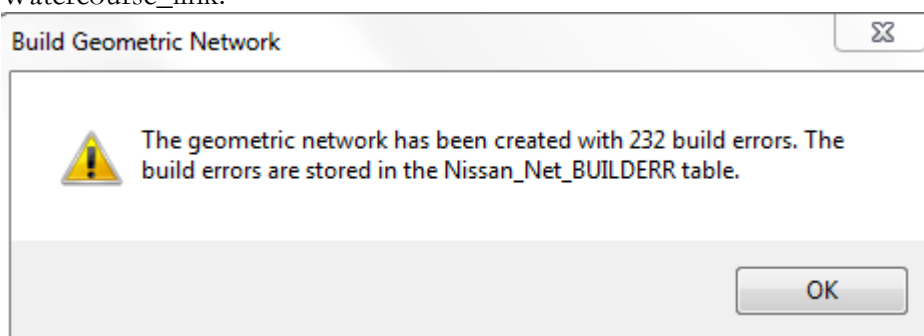 watercourse_link.
Build Geometric Network
The geometric network has been created with 232 build errors. The
build errors are stored in the Nissan_Net_BUILDERR table.
OK